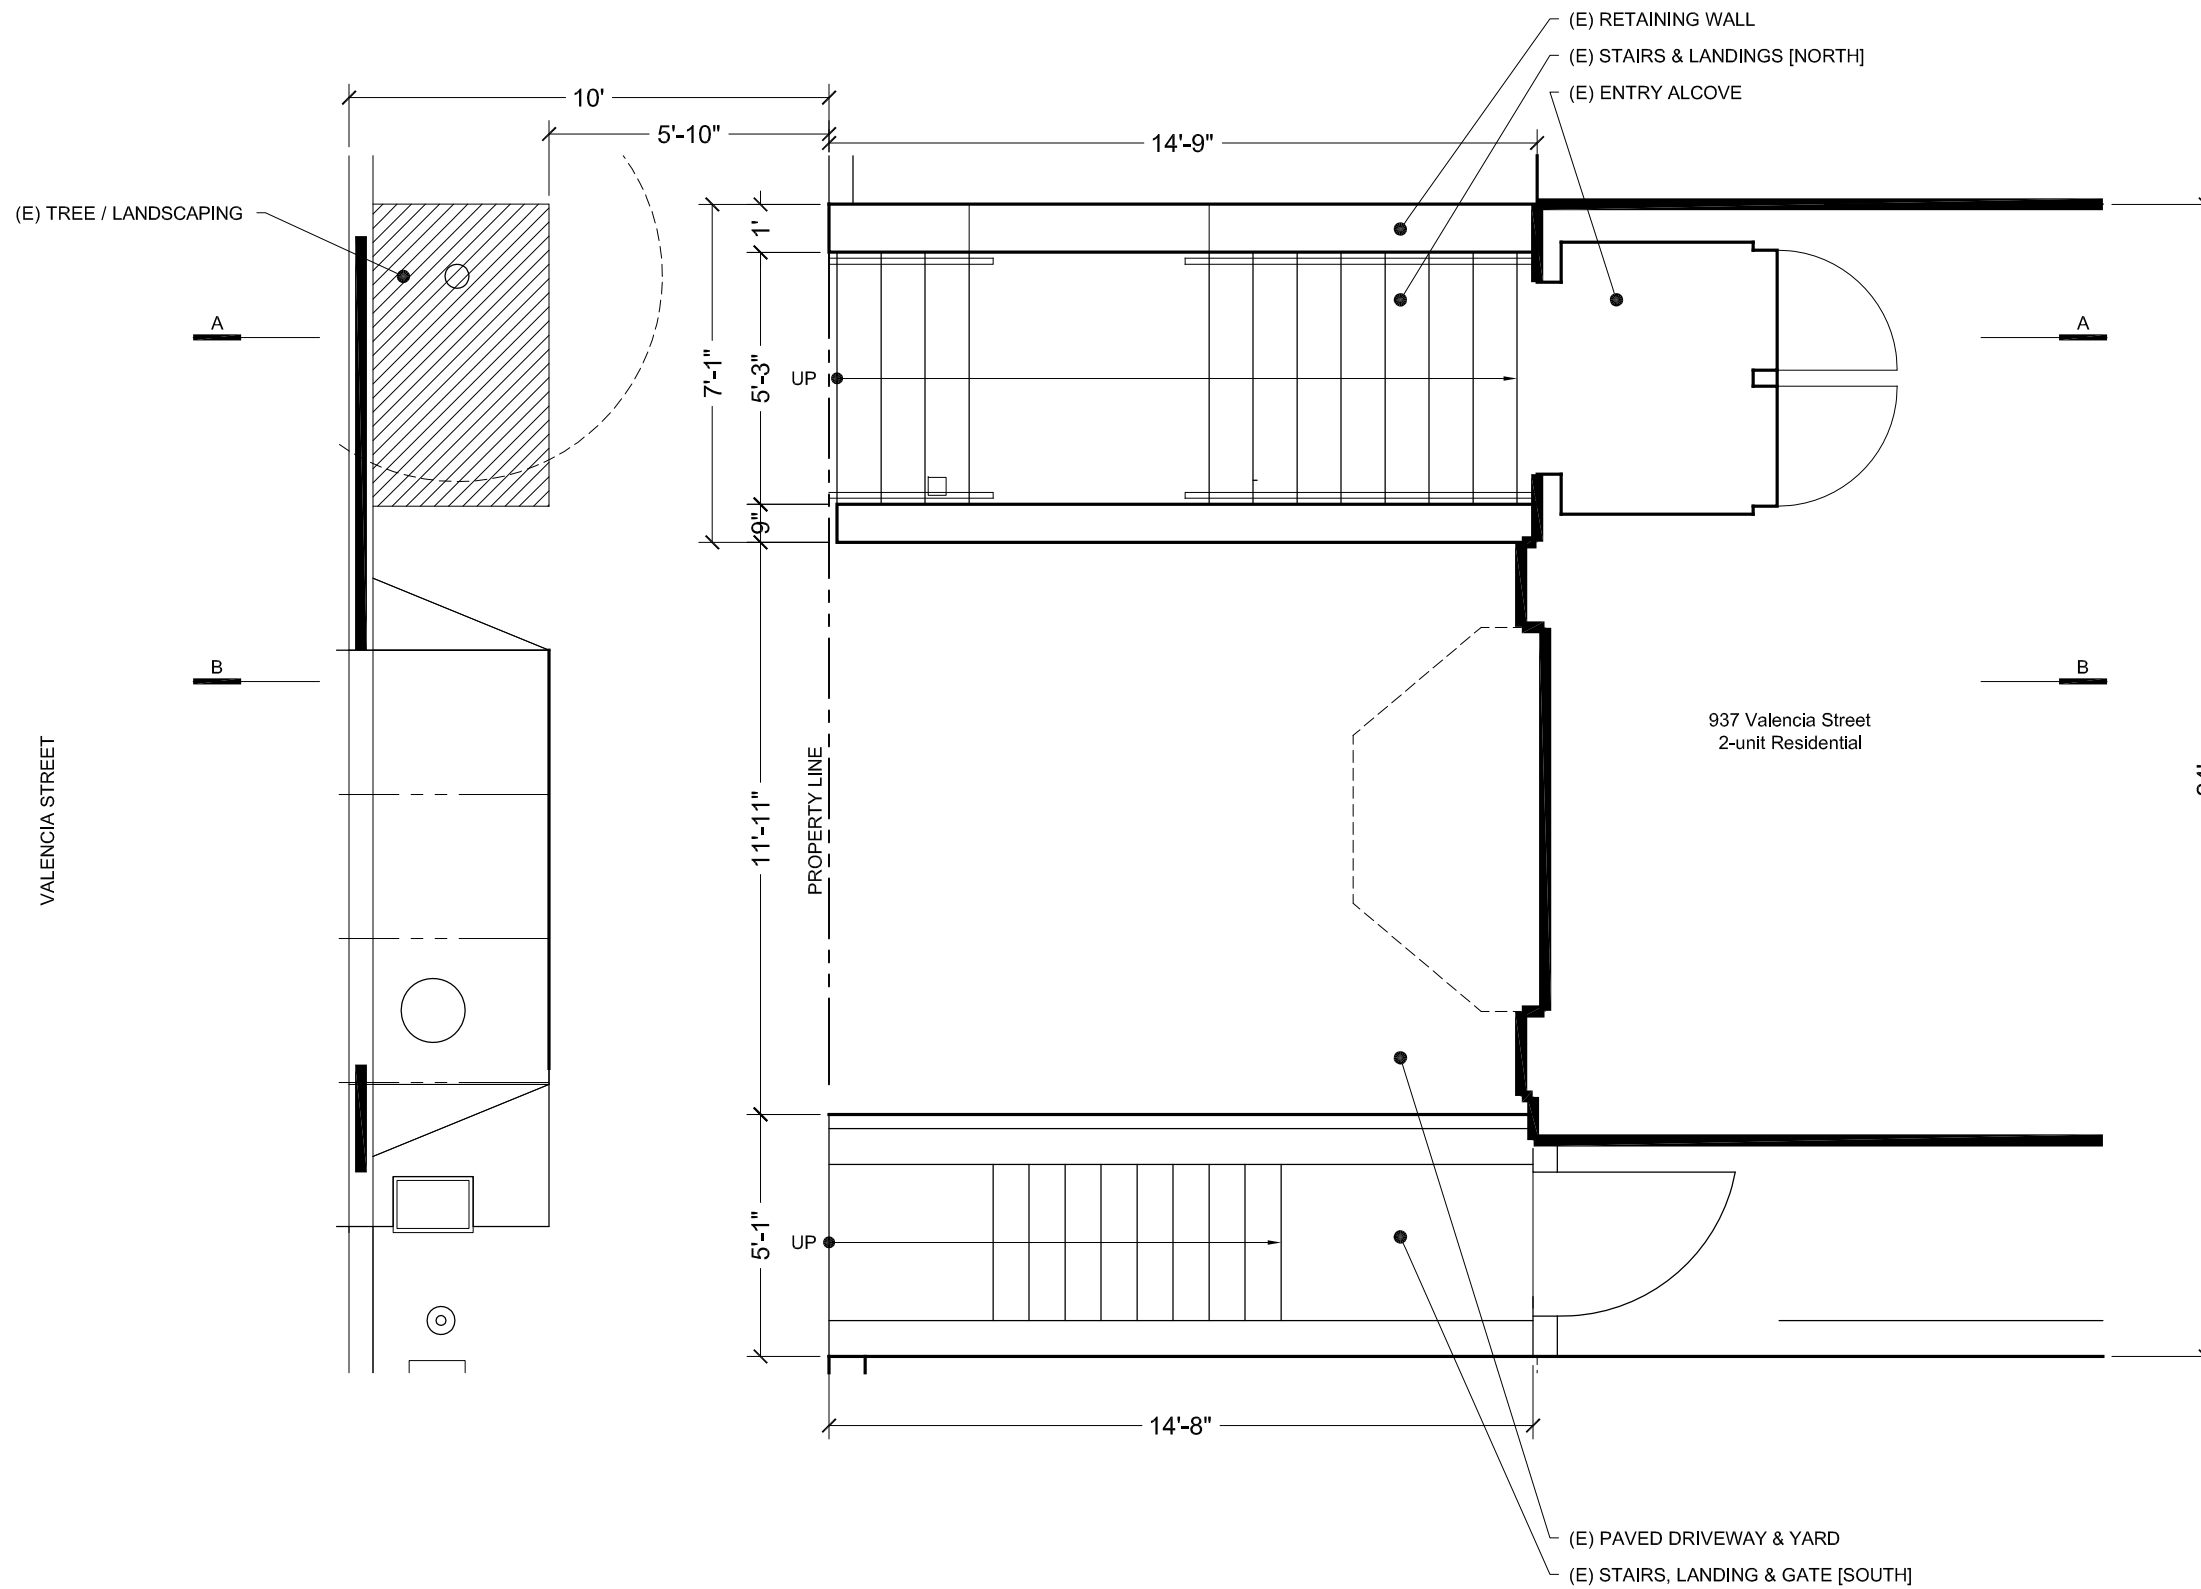 (E) RETAINING WALL
(E) STAIRS & LANDINGS [NORTH]
(E) ENTRY ALCOVE
10'
5'-10"
14'-9"
(E) TREE / LANDSCAPING
1'
A
A
7'-1"
5'-3"
UP
9"
B
B
937 Valencia Street
2-unit Residential
VALENCIA STREET
PROPERTY LINE
11'-11"
5'-1"
UP
14'-8"
(E) PAVED DRIVEWAY & YARD
(E) STAIRS, LANDING & GATE [SOUTH]